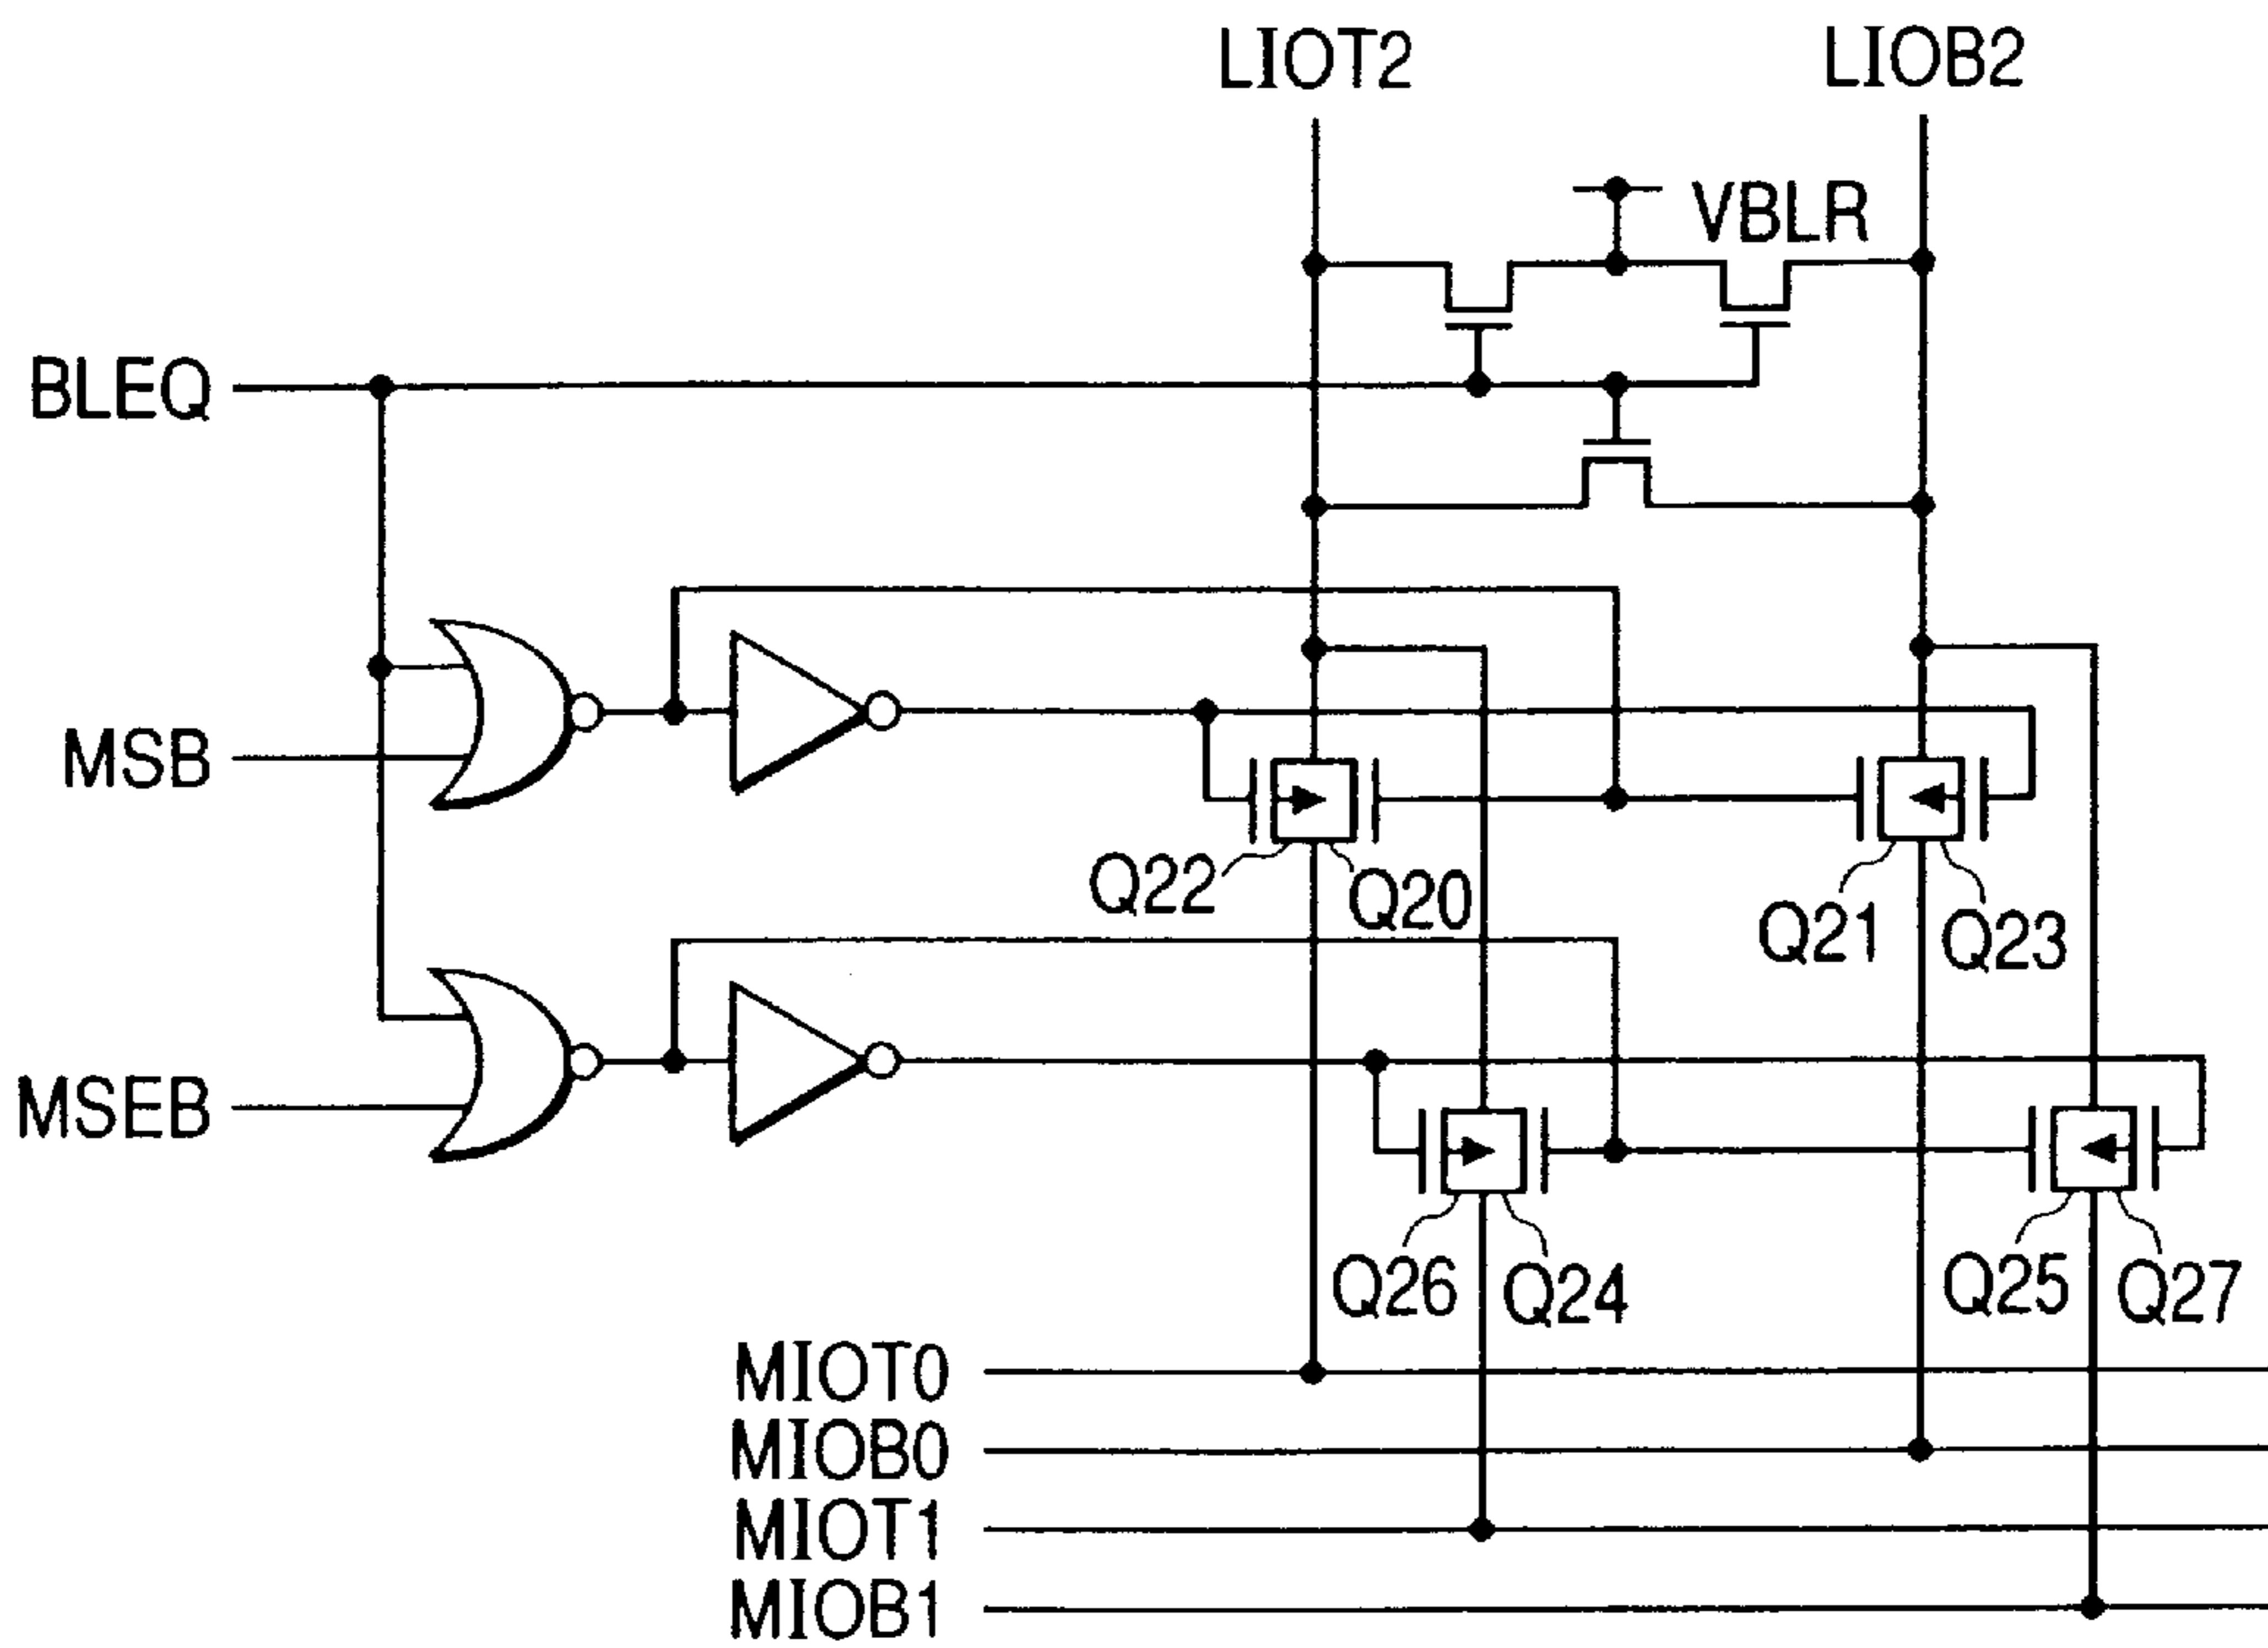 LIOT2
LIOB2
VBLR
BLEQ
MSB
Q22
Q20
Q21
Q23
MSEB
Q26
Q24
Q25
Q27
MIOT0
MIOB0
MIOT1
MIOB1